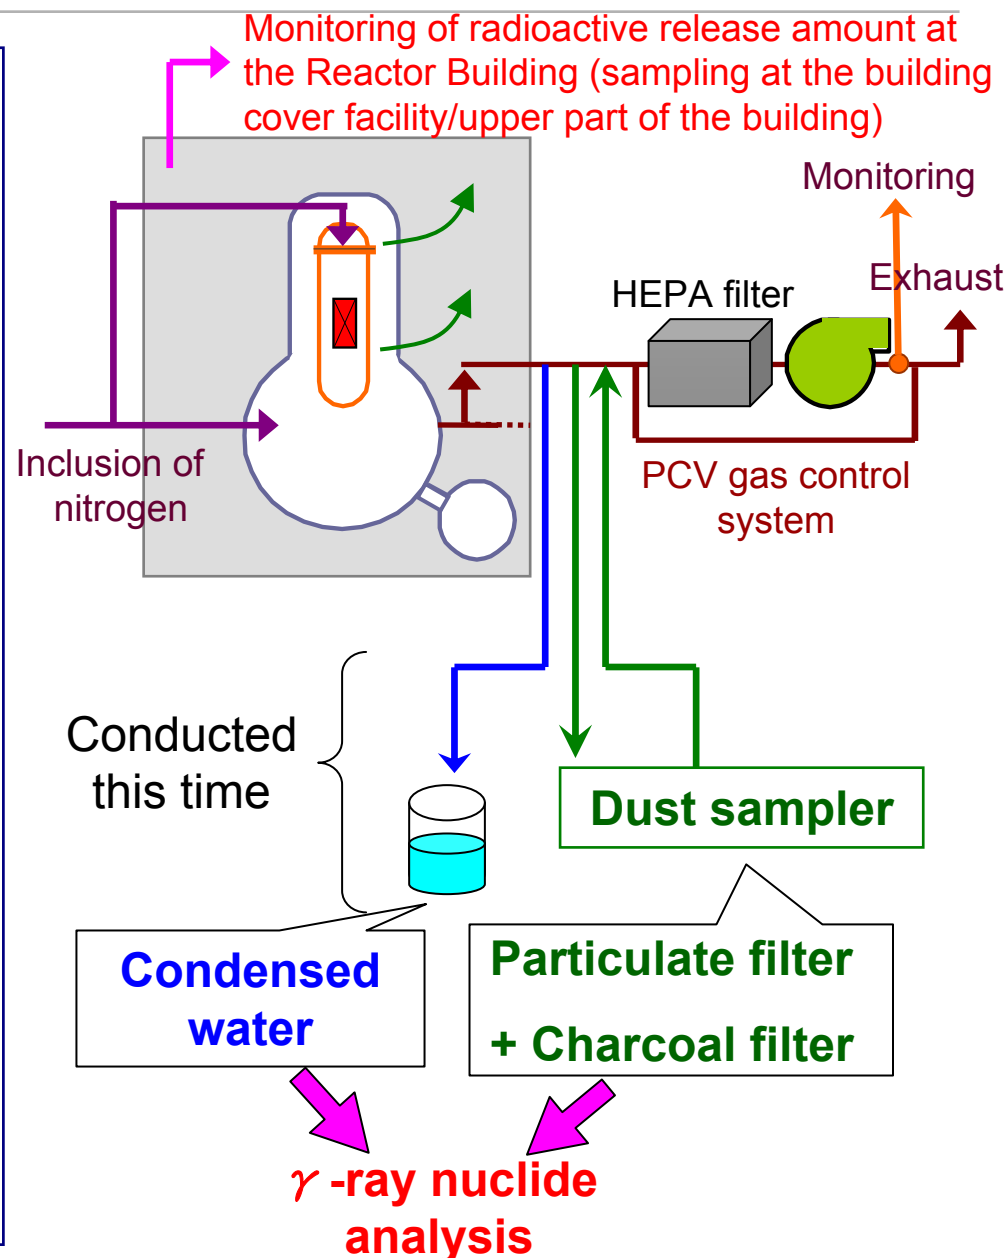 Monitoring of radioactive release amount at
the Reactor Building (sampling at the building
cover facility/upper part of the building)
Monitoring
Exhaust
HEPA filter
Inclusion of
nitrogen
PCV gas control
system
Conducted
this time
Dust sampler
Condensed
water
Particulate filter
+ Charcoal filter
γ -ray nuclide
analysis